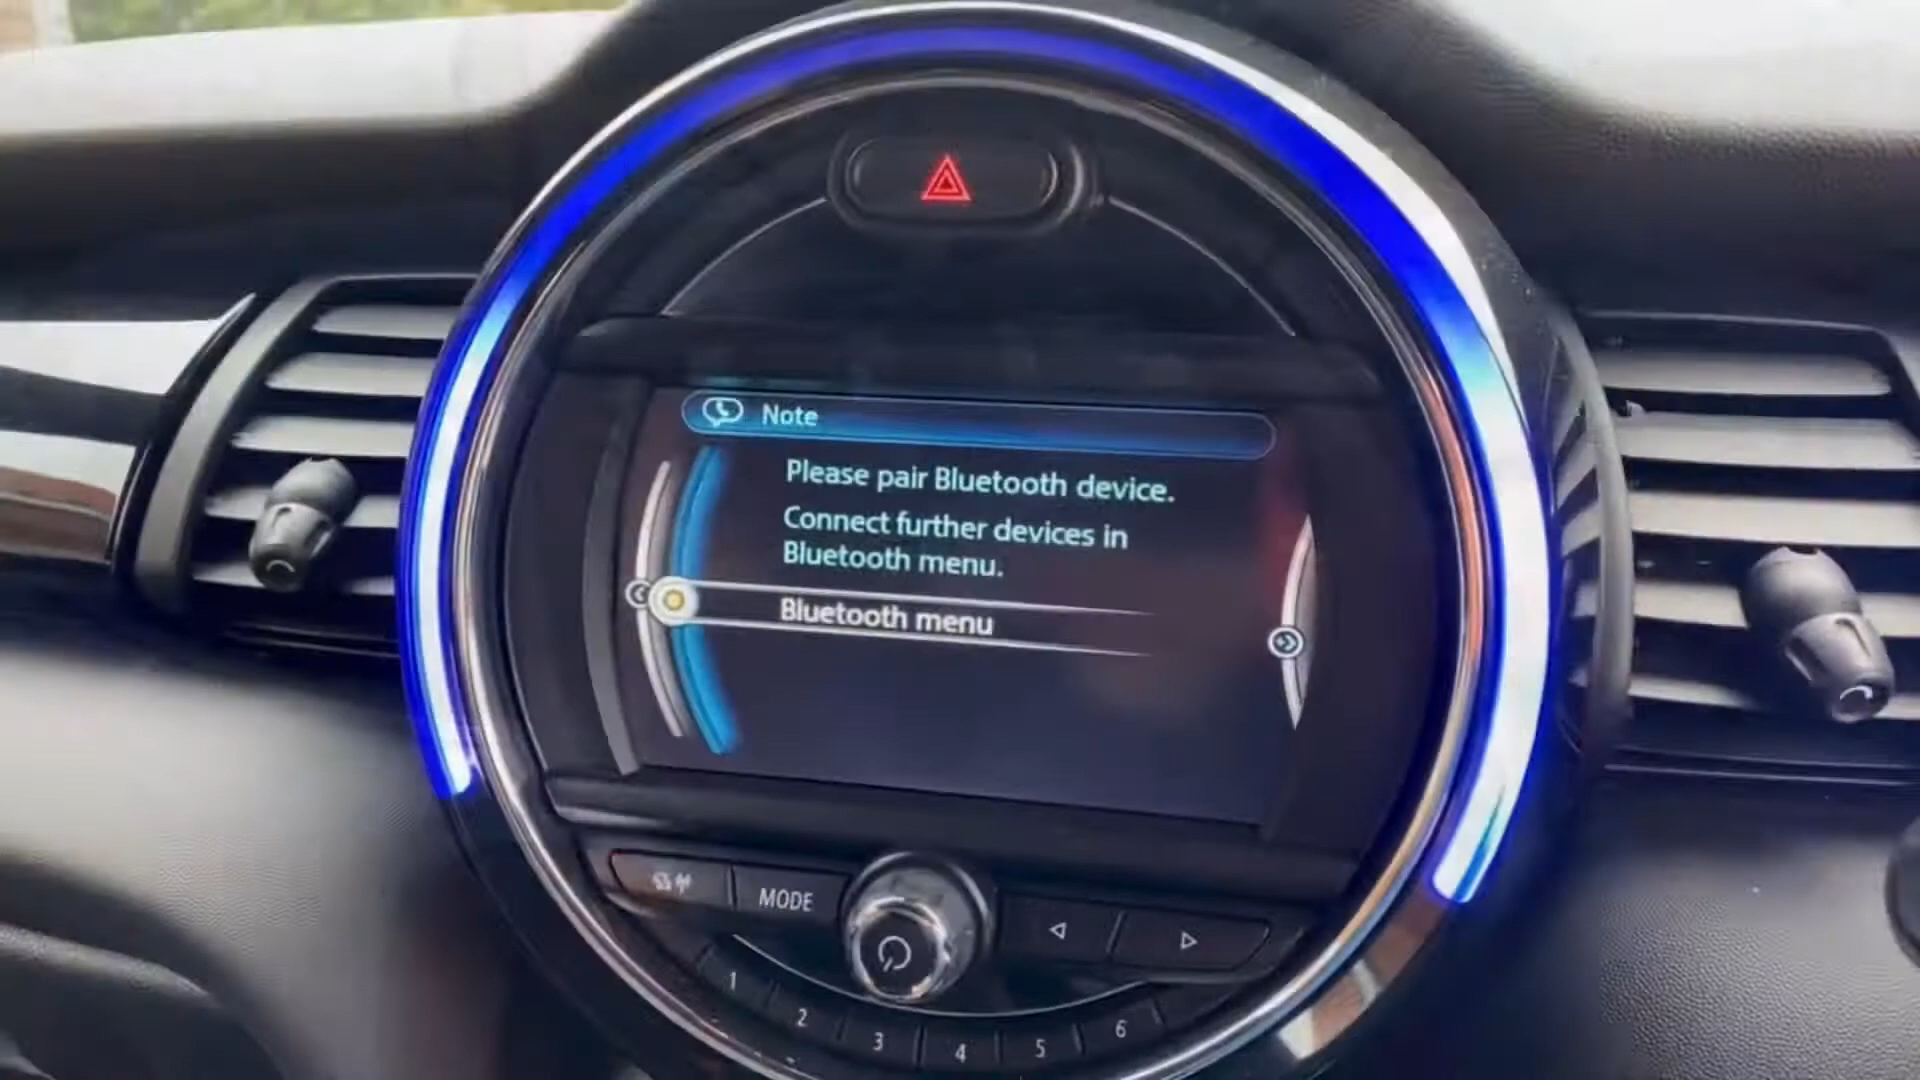 Note
Please pair Bluetooth device.
Connect further devices in
Bluetooth menu.
Bluetooth menu
MODE
1
2
3
4
5
6